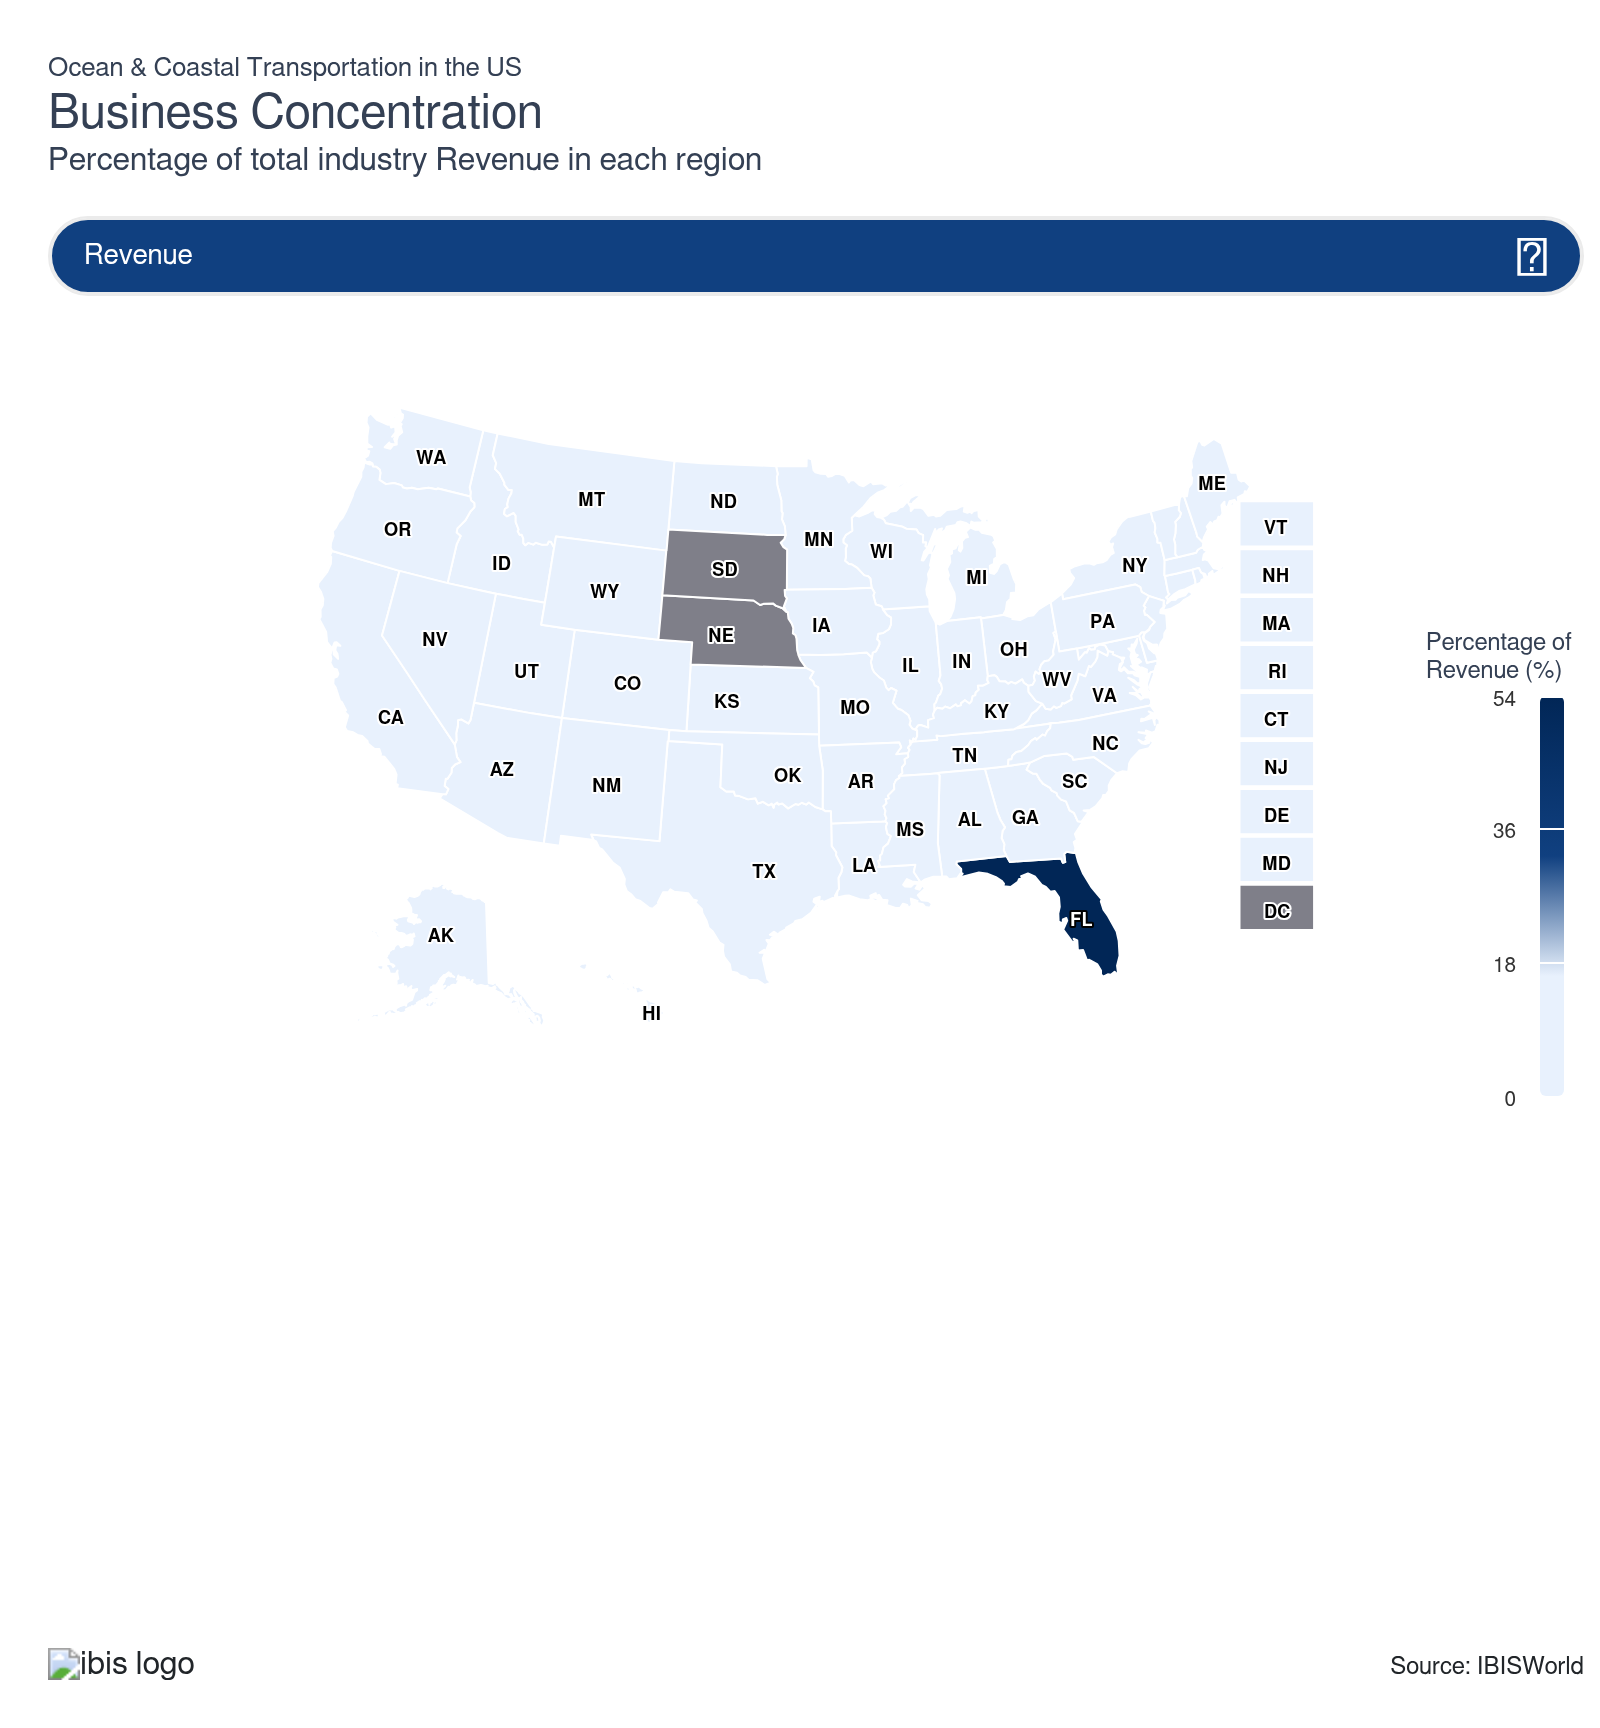 Ocean & Coastal Transportation in the US
Business Concentration
Percentage of total industry Revenue in each region
Revenue
WA
MT
ND
ME
OR
ID
MN
WI
VT
SD
MI
NY
NH
WY
NE
IA
PA
MA
NV
UT
CO
IL
IN
OH
WV
VA
RI
Percentage of
Revenue (%)
54
CA
KS
MO
KY
NC
CT
AZ
NM
OK
AR
TN
SC
NJ
TX
LA
MS
AL
GA
DE
36
MD
AK
HI
FL
DC
18
0
ibis logo
Source: IBISWorld